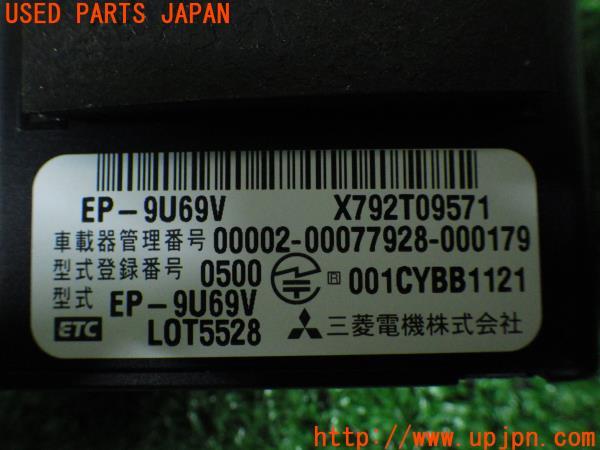 USED PARTS JAPAN
EP-9U69V X792T09571
車載器管理番号 00002-00077928-000179
型式登録番号 0500 R 001CYBB1121
型式 EP-9U69V
ETC LOT5528 三菱電機株式会社
http://www.upjpn.com